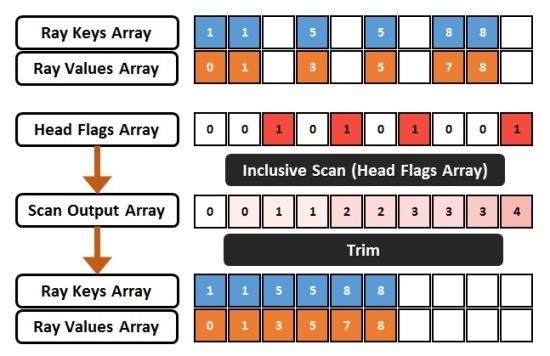 Ray Keys Array 1 1 5 5 8 8
Ray Values Array 0 1 3 5 7 8
Head Flags Array 0 0 1 0 1 0 1 0 0 1
Inclusive Scan (Head Flags Array)
Scan Output Array 0 0 1 1 2 2 3 3 3 4
Trim
Ray Keys Array 1 1 5 5 8 8
Ray Values Array 0 1 3 5 7 8